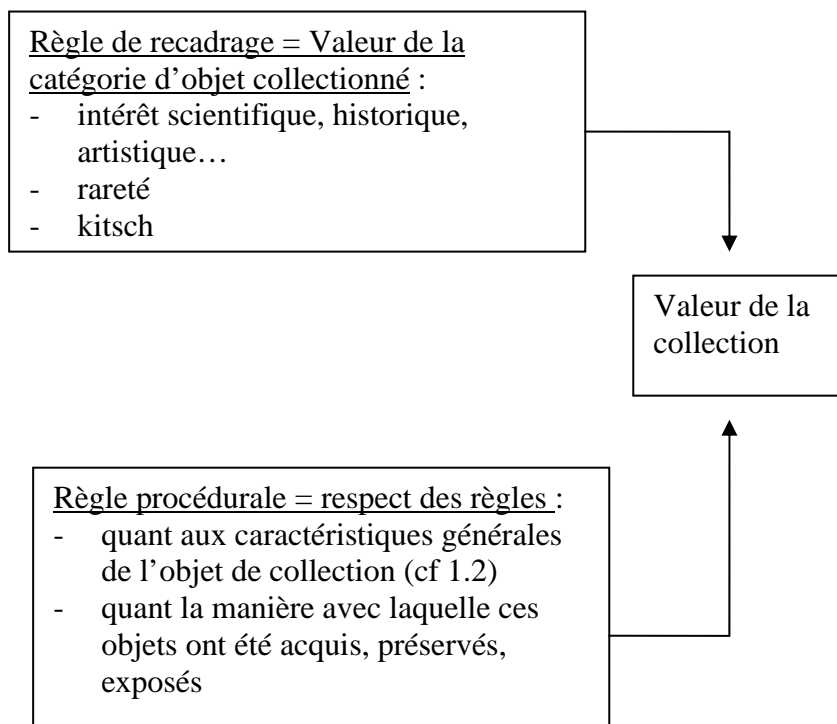 Règle de recadrage = Valeur de la
catégorie d’objet collectionné :
- intérêt scientifique, historique,
artistique…
- rareté
- kitsch
Valeur de la
collection
Règle procédurale = respect des règles :
- quant aux caractéristiques générales
de l’objet de collection (cf 1.2)
- quant la manière avec laquelle ces
objets ont été acquis, préservés,
exposés